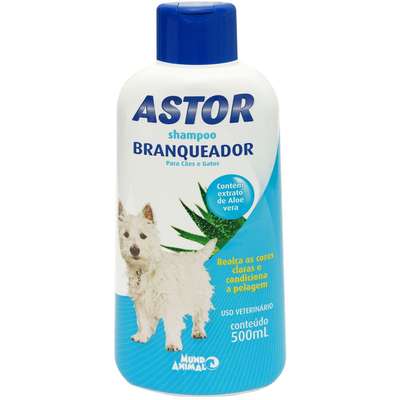 ASTOR
shampoo
BRANQUEADOR
Para Cães e Gatos
Contém
extrato
de Aloe
vera
Realça as cores
claras e
condiciona
a pelagem
USO VETERINÁRIO
conteúdo
500mL
MUND
ANIMAL